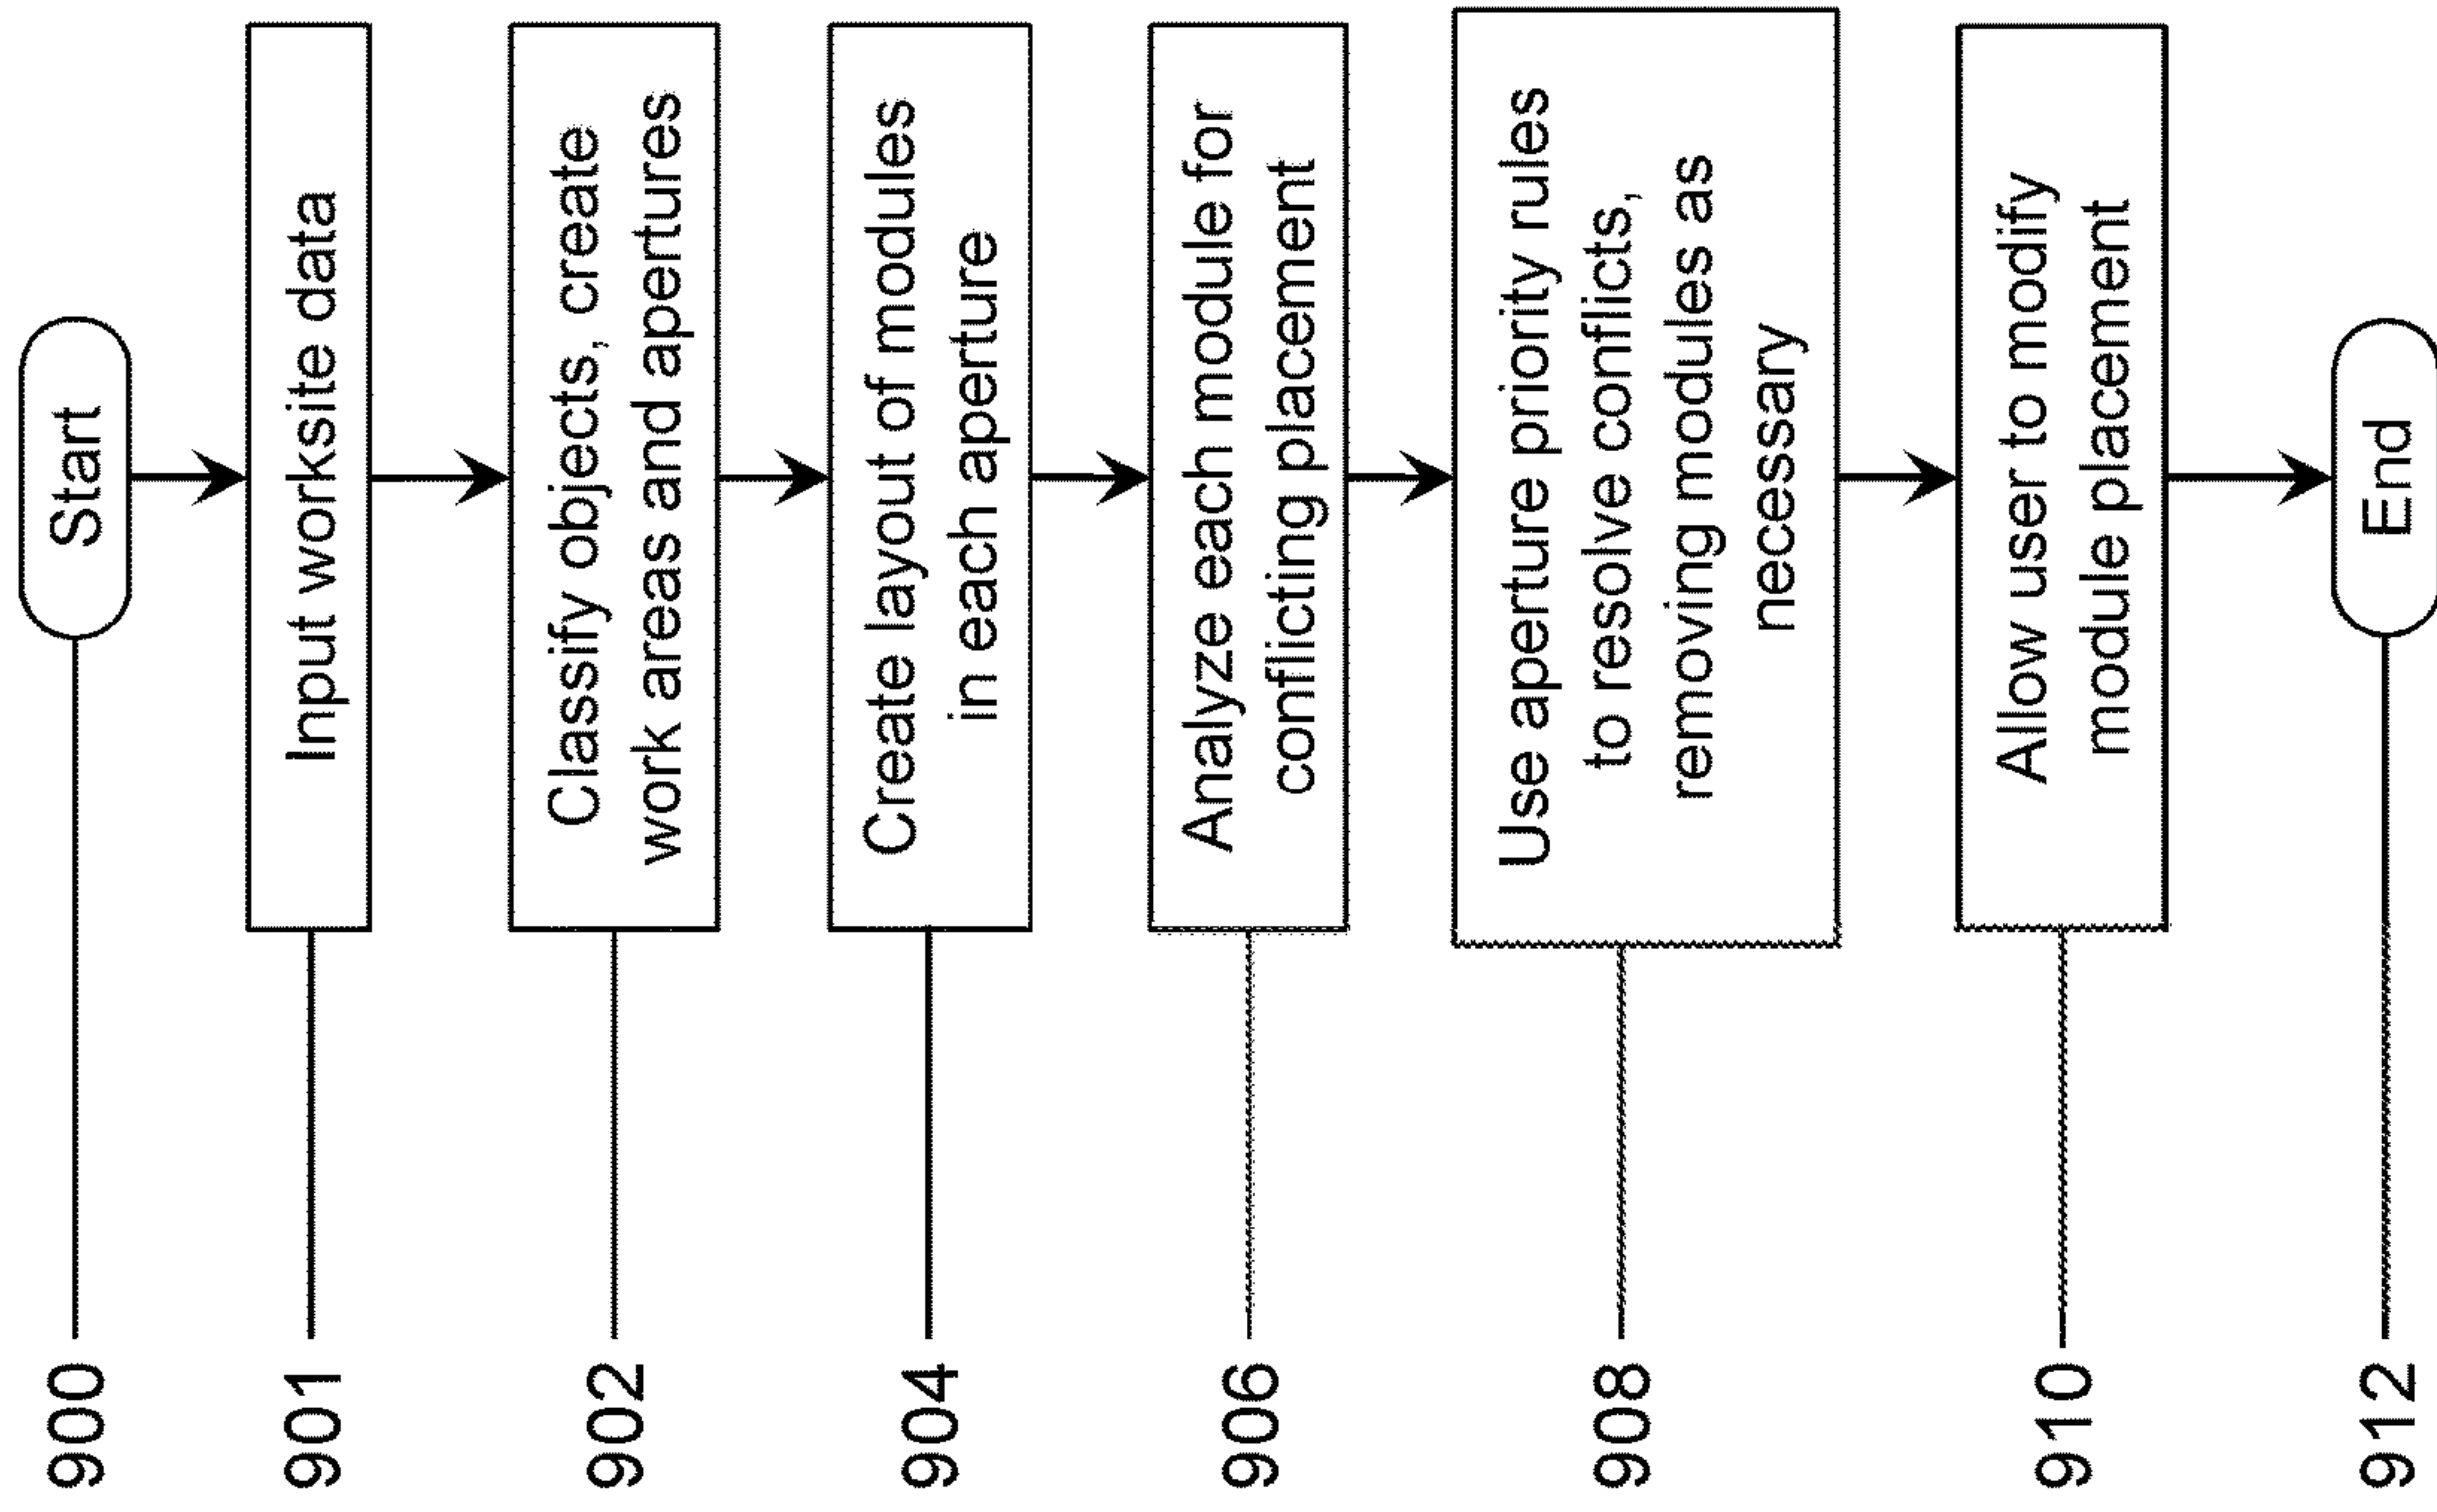 900
Start
901
Input worksite data
902
Classify objects, create
work areas and apertures
904
Create layout of modules
in each aperture
906
Analyze each module for
conflicting placement
908
Use aperture priority rules
to resolve conflicts,
removing modules as
necessary
910
Allow user to modify
module placement
912
End